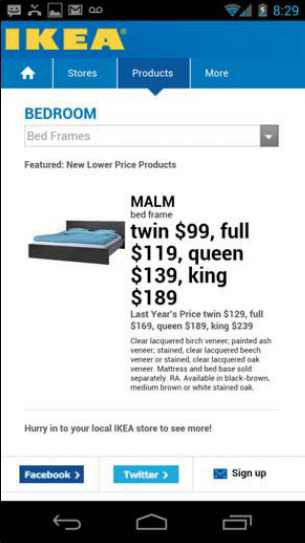 8:29
IKEA®
Stores
Products
More
BEDROOM
Bed Frames
Featured: New Lower Price Products
MALM
bed frame
twin $99, full
$119, queen
$139, king
$189
Last Year's Price twin $129, full
$169, queen $189, king $239
Clear lacquered birch veneer; painted ash
veneer; stained, clear lacquered beech
veneer or stained, clear lacquered oak
veneer. Mattress and bed base sold
separately. RA. Available in black-brown,
medium brown or white stained oak.
Hurry in to your local IKEA store to see more!
Facebook >
Twitter >
Sign up